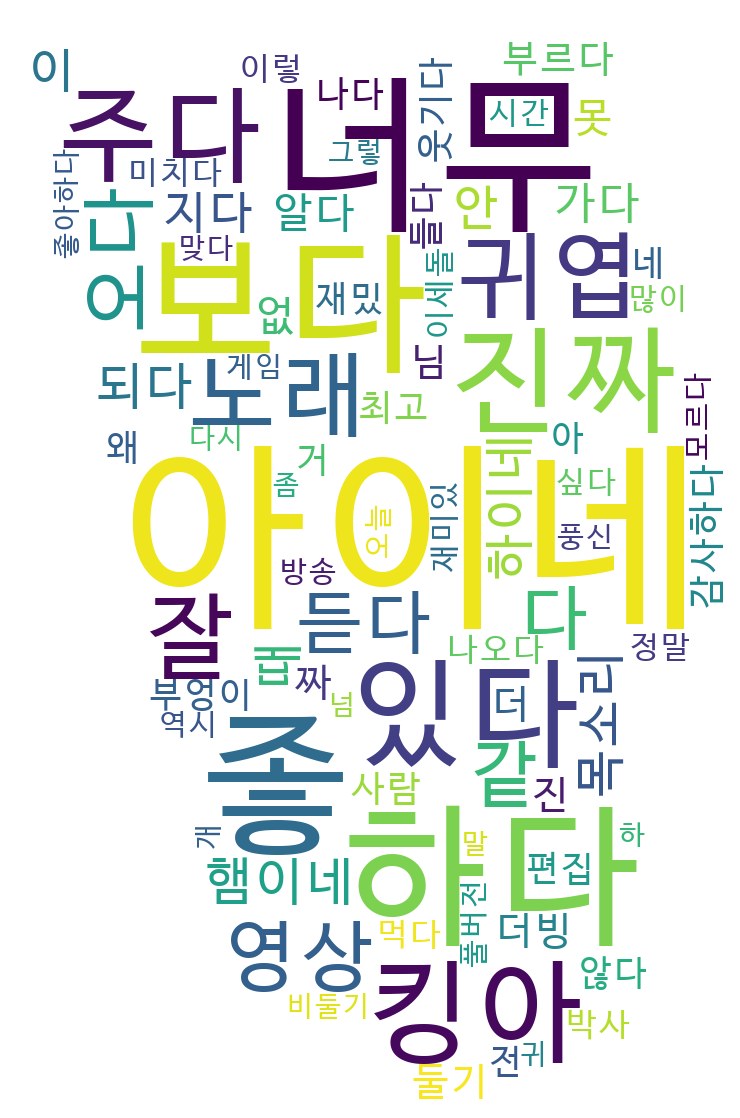 이
이렇
부르다
주다
너무
나다
웃기다
시간
못
그렇
좋아하다
미치다
오다
지다
알다
들다
안
가다
맞다
보다
귀엽
네
이세돌
재밌
많이
없
님
진짜
되다
게임
노래
최고
모르다
왜
다시
거
아
좀
하이네
싶다
감사하다
아이네
오늘
재미있
풍신
방송
잘
듣다
다
때
짜
나오다
정말
부엉이
넘
있다
더
목소리
역시
좋
같
사람
진
개
하다
말
하
햄이네
편집
풀버전
영상
먹다
더빙
않다
킹아
비둘기
박사
전
귀
둘기